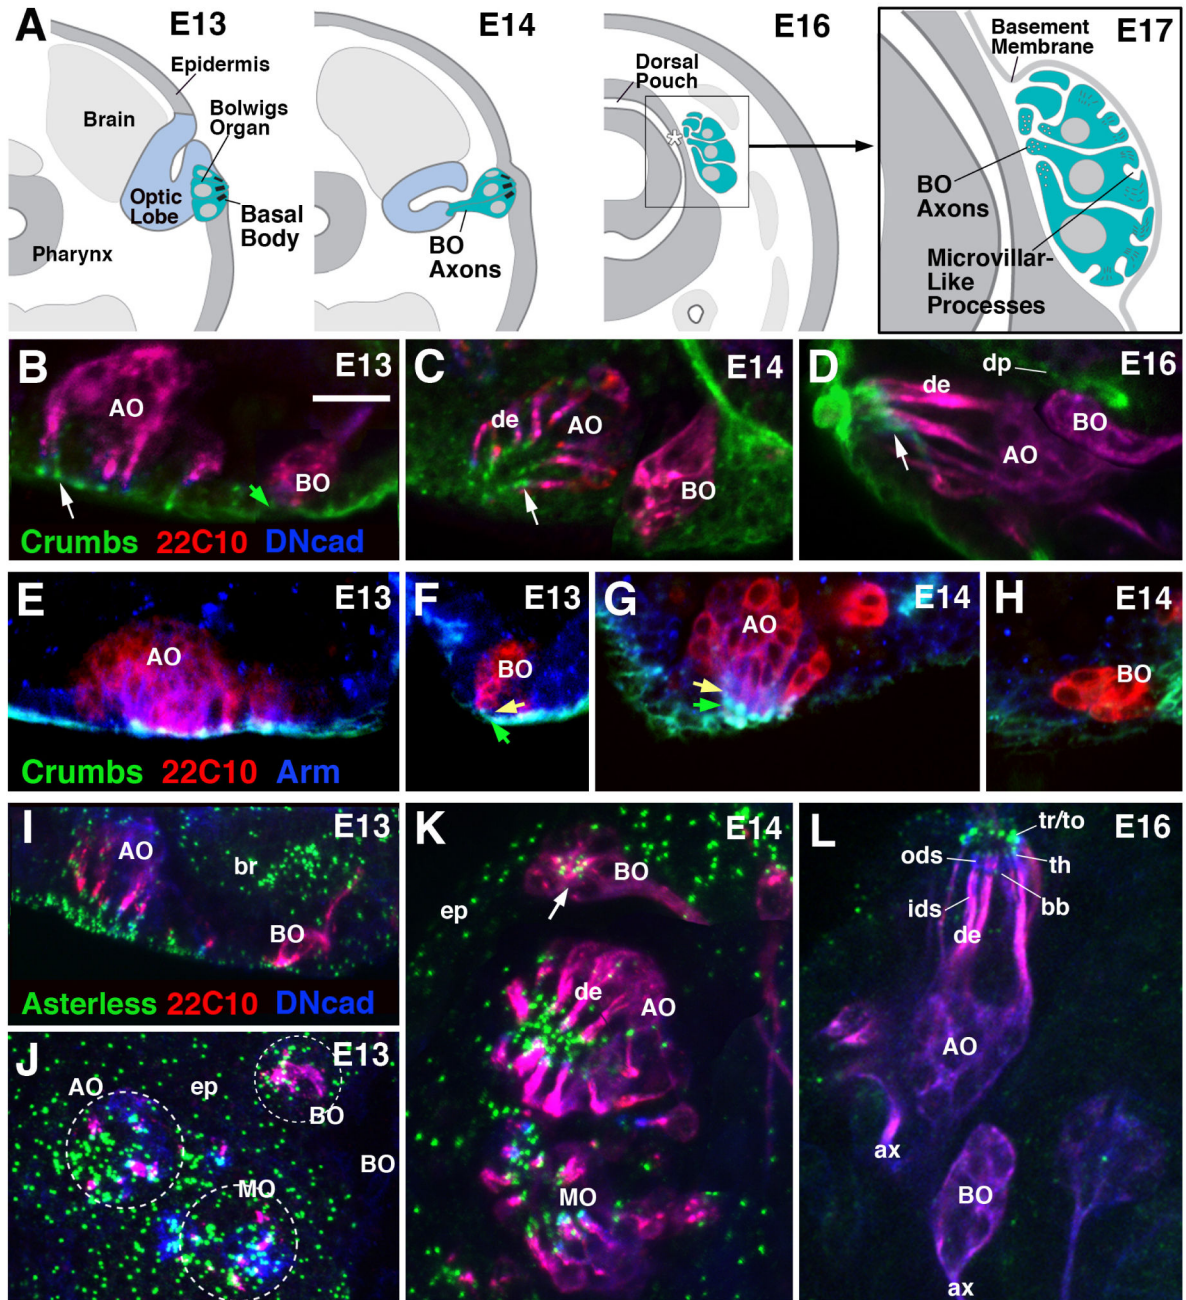 A
E13
E14
E16
E17
Epidermis
Bolwigs
Organ
Brain
Optic
Lobe
Basal
Body
Pharynx
BO
Axons
Dorsal
Pouch
*
Basement
Membrane
BO
Axons
Microvillar-
Like
Processes
B
E13
AO
BO
Crumbs 22C10 DNcad
C
E14
de
AO
BO
D
E16
dp
de
BO
AO
E
E13
AO
Crumbs 22C10 Arm
F
E13
BO
G
E14
AO
H
E14
BO
I
E13
AO
br
BO
Asterless 22C10 DNcad
J
E13
AO
ep
BO
BO
MO
K
E14
BO
ep
de
AO
MO
L
E16
tr/to
ods
th
ids
bb
de
AO
ax
BO
ax